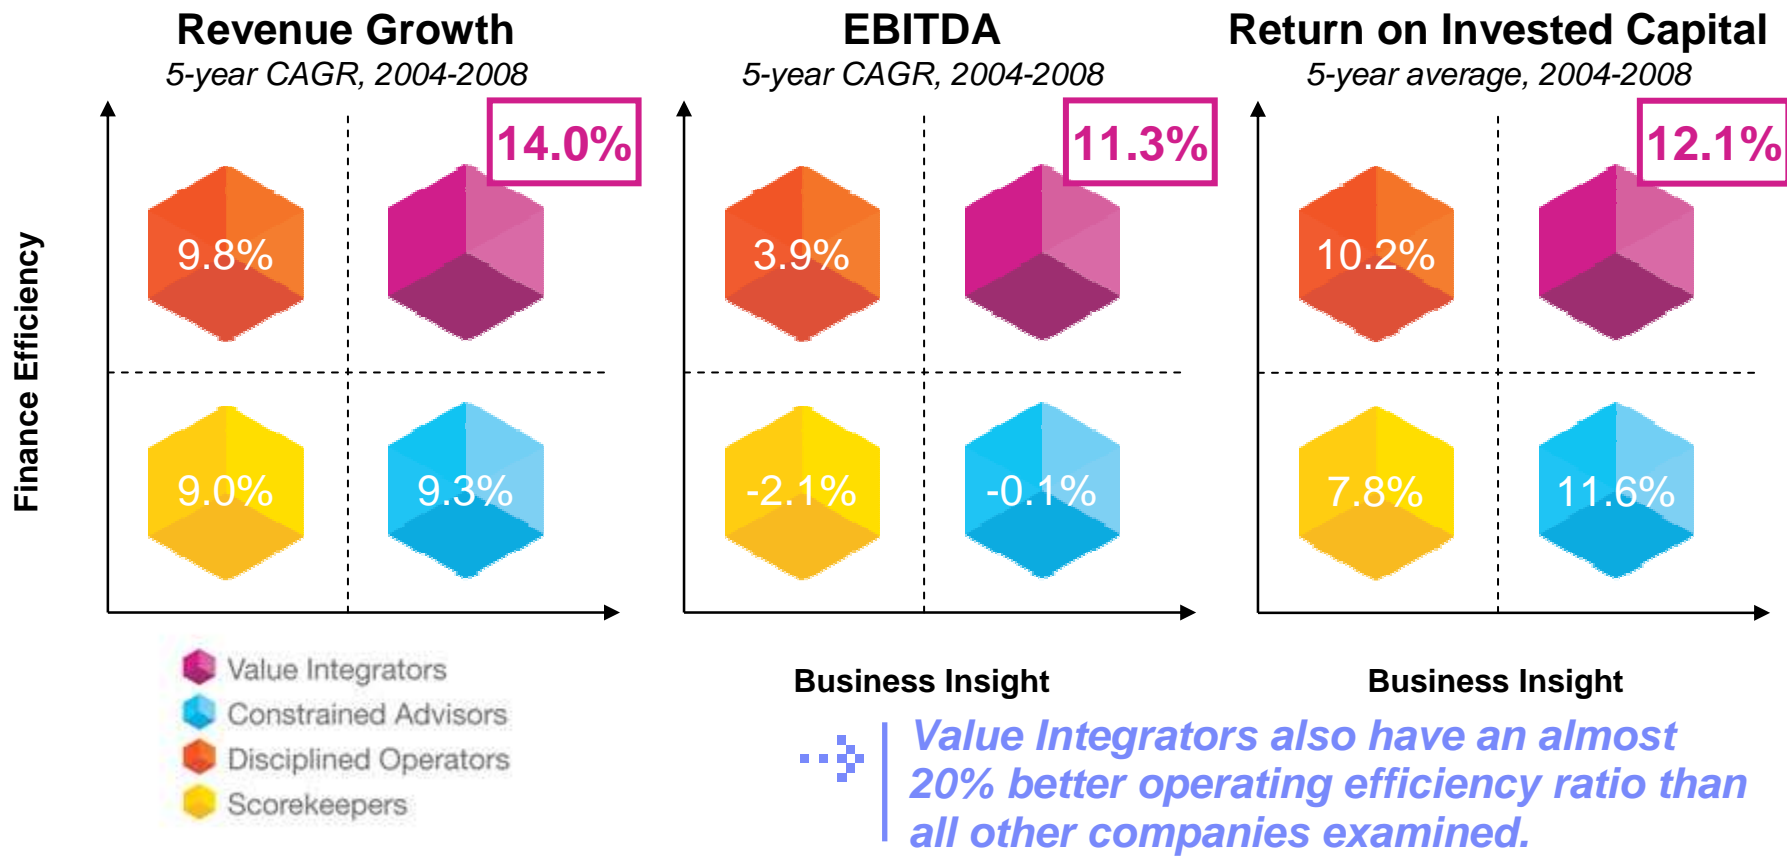 Revenue Growth
5-year CAGR, 2004-2008
EBITDA
5-year CAGR, 2004-2008
Return on Invested Capital
5-year average, 2004-2008
Finance Efficiency
14.0%
9.8%
9.0%
9.3%
11.3%
3.9%
-2.1%
-0.1%
12.1%
10.2%
7.8%
11.6%
Value Integrators
Constrained Advisors
Disciplined Operators
Scorekeepers
Business Insight
Business Insight
Value Integrators also have an almost
20% better operating efficiency ratio than
all other companies examined.